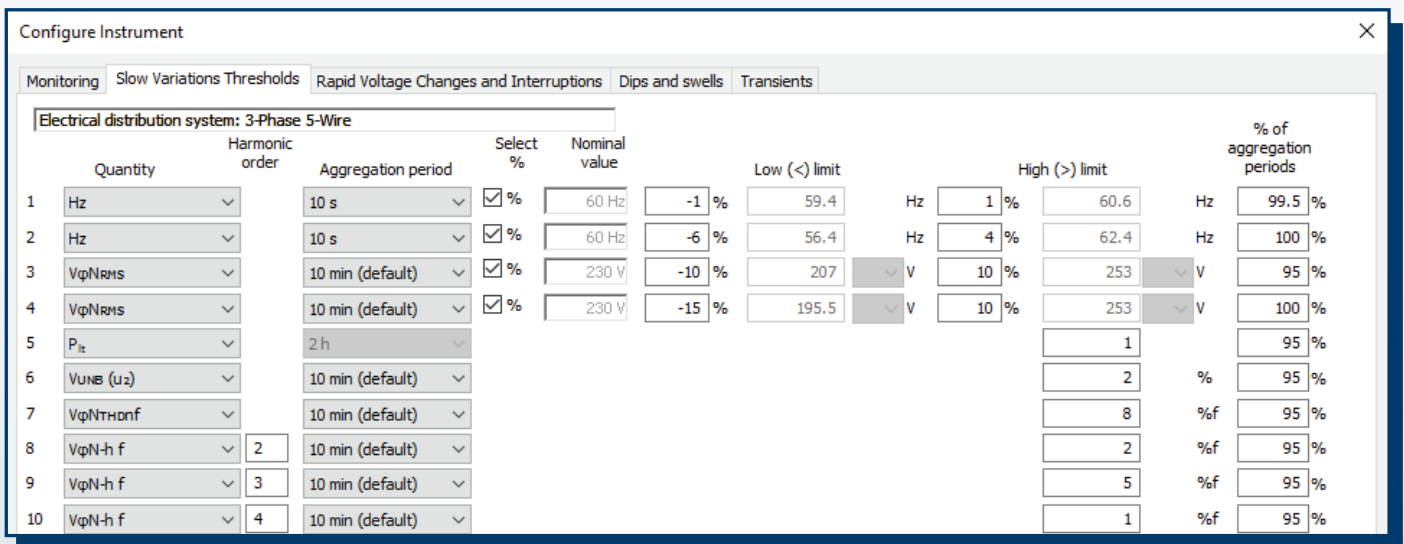 Configure Instrument
Monitoring Slow Variations Thresholds Rapid Voltage Changes and Interruptions Dips and swells Transients
Electrical distribution system: 3-Phase 5-Wire
Quantity Harmonic order Aggregation period Select % Nominal value Low (<) limit High (>) limit % of aggregation periods
1 Hz 10 s % 60 Hz -1 % 59.4 Hz 1 % 60.6 Hz 99.5 %
2 Hz 10 s % 60 Hz -6 % 56.4 Hz 4 % 62.4 Hz 100 %
3 VφNRMS 10 min (default) % 230 V -10 % 207 V 10 % 253 V 95 %
4 VφNRMS 10 min (default) % 230 V -15 % 195.5 V 10 % 253 V 100 %
5 Plt 2 h 1 95 %
6 VUNB (u2) 10 min (default) 2 % 95 %
7 VφNTHDnf 10 min (default) 8 %f 95 %
8 VφN-h f 2 10 min (default) 2 %f 95 %
9 VφN-h f 3 10 min (default) 5 %f 95 %
10 VφN-h f 4 10 min (default) 1 %f 95 %